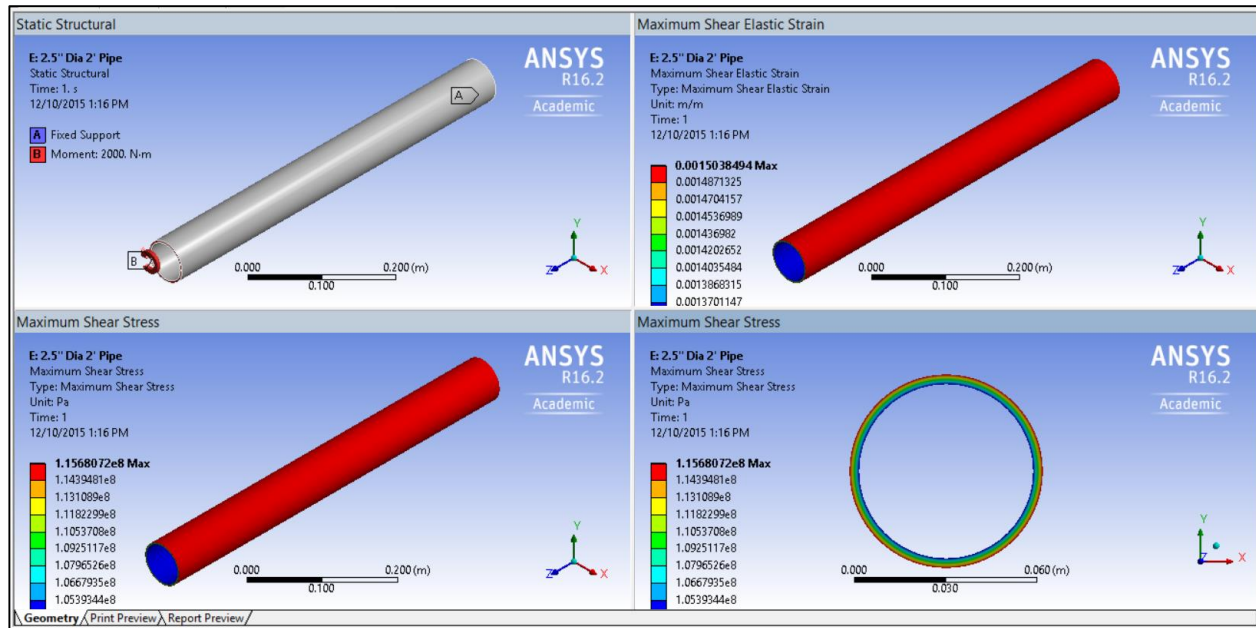 Static Structural
E: 2.5" Dia 2' Pipe
Static Structural
Time: 1. s
12/10/2015 1:16 PM
A Fixed Support
B Moment: 2000. N·m
ANSYS
R16.2
Academic
A
B
0.000
0.200 (m)
0.100
Y
Z
X
Maximum Shear Elastic Strain
E: 2.5" Dia 2' Pipe
Maximum Shear Elastic Strain
Type: Maximum Shear Elastic Strain
Unit: m/m
Time: 1
12/10/2015 1:16 PM
0.0015038494 Max
0.0014871325
0.0014704157
0.0014536989
0.001436982
0.0014202652
0.0014035484
0.0013868315
0.0013701147
ANSYS
R16.2
Academic
0.000
0.200 (m)
0.100
Y
Z
X
Maximum Shear Stress
E: 2.5" Dia 2' Pipe
Maximum Shear Stress
Type: Maximum Shear Stress
Unit: Pa
Time: 1
12/10/2015 1:16 PM
1.1568072e8 Max
1.1439481e8
1.131089e8
1.1182299e8
1.1053708e8
1.0925117e8
1.0796526e8
1.0667935e8
1.0539344e8
ANSYS
R16.2
Academic
0.000
0.200 (m)
0.100
Y
Z
X
Maximum Shear Stress
E: 2.5" Dia 2' Pipe
Maximum Shear Stress
Type: Maximum Shear Stress
Unit: Pa
Time: 1
12/10/2015 1:16 PM
1.1568072e8 Max
1.1439481e8
1.131089e8
1.1182299e8
1.1053708e8
1.0925117e8
1.0796526e8
1.0667935e8
1.0539344e8
ANSYS
R16.2
Academic
0.000
0.060 (m)
0.030
Y
Z
X
Geometry Print Preview Report Preview